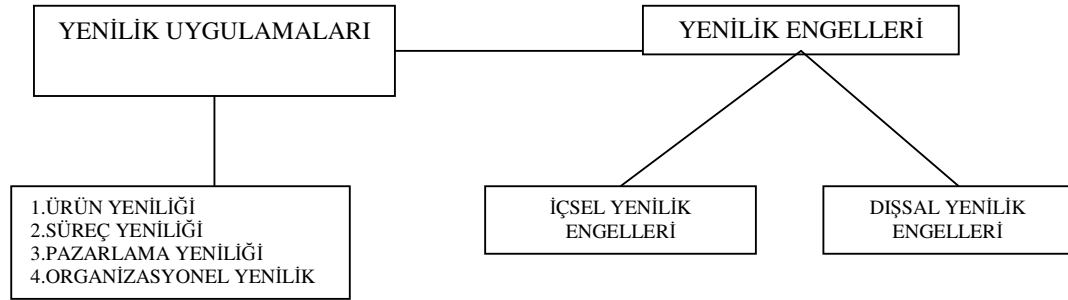 YENİLİK UYGULAMALARI
YENİLİK ENGELLERİ
1.ÜRÜN YENİLİĞİ
2.SÜREÇ YENİLİĞİ
3.PAZARLAMA YENİLİĞİ
4.ORGANİZASYONEL YENİLİK
İÇSEL YENİLİK
ENGELLERİ
DIŞSAL YENİLİK
ENGELLERİ